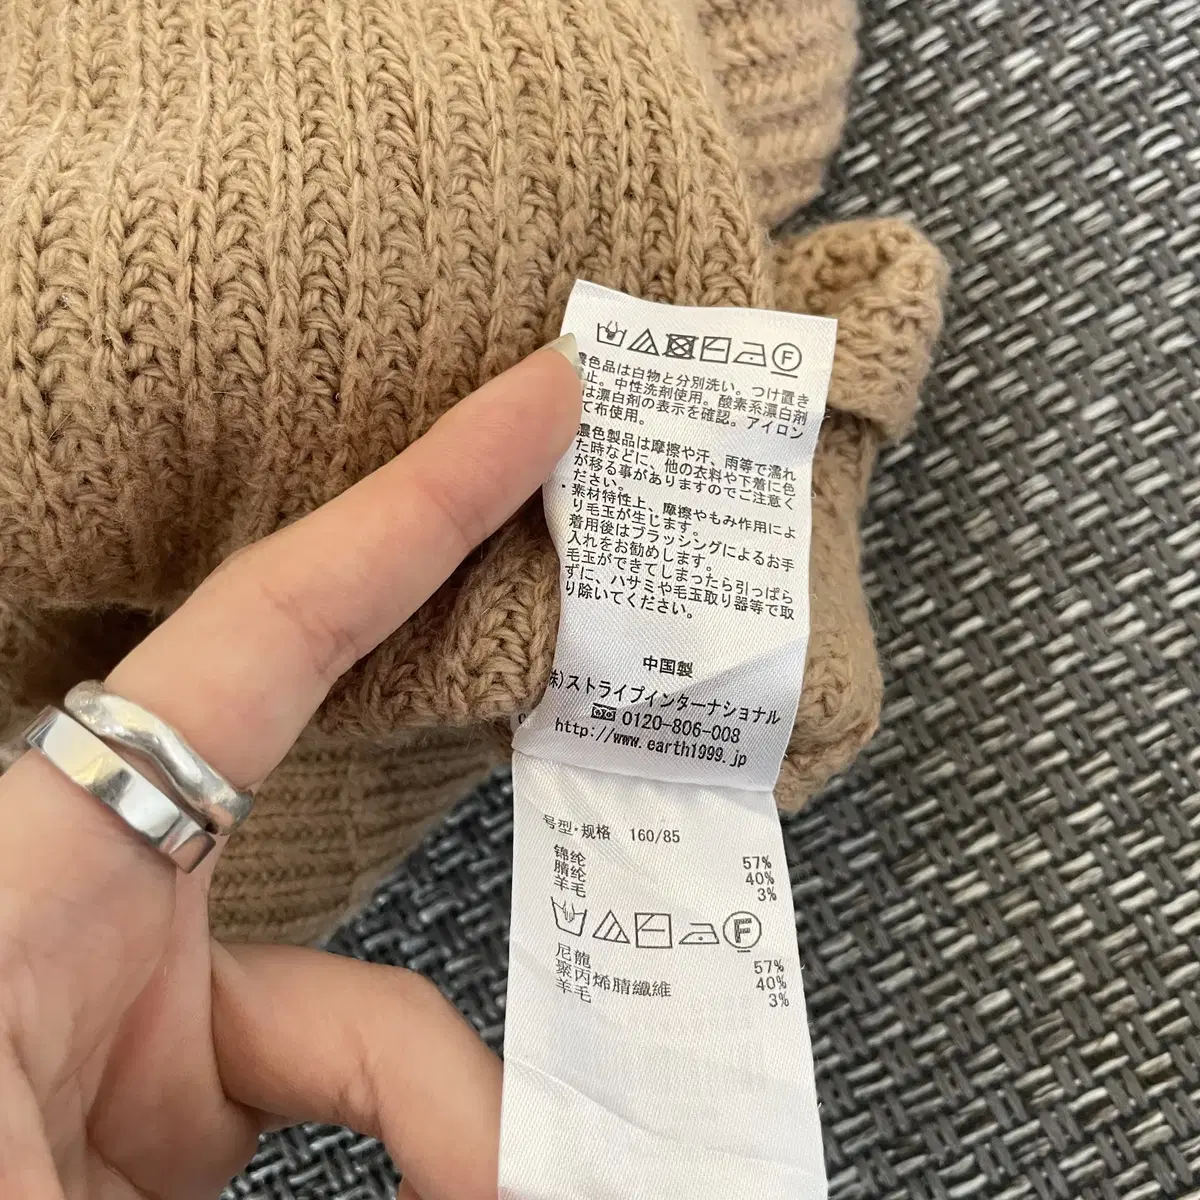 F
濃色品は白物と分別洗い。つけ置き
止。中性洗剤使用。酸素系漂白剤
は漂白剤の表示を確認。アイロン
て布使用。
濃色製品は摩擦や汗、雨等で濡れ
た時などに、他の衣料や下着に色
が移る事がありますのでご注意く
ださい。
・素材特性上、摩擦やもみ作用によ
り毛玉が生じます。
着用後はブラッシングによるお手
入れをお勧めします。
毛玉ができてしまったら引っぱら
ずに、ハサミや毛玉取り器等で取
り除いてください。
中国製
株)ストライプインターナショナル
0120-806-008
http://www.earth1999.jp
号型·规格 160/85
锦纶 57%
腈纶 40%
羊毛 3%
F
尼龍 57%
聚丙烯腈纖維 40%
羊毛 3%